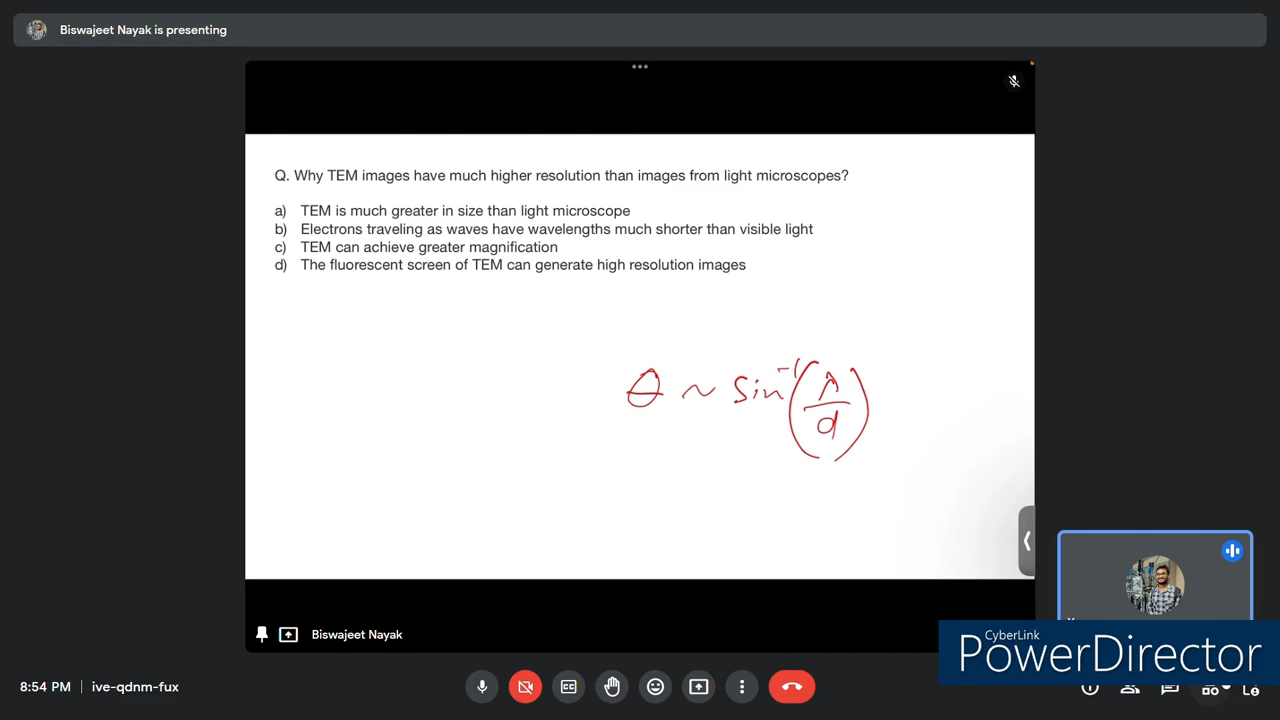 Biswajeet Nayak is presenting
Q. Why TEM images have much higher resolution than images from light microscopes?
a) TEM is much greater in size than light microscope
b) Electrons traveling as waves have wavelengths much shorter than visible light
c) TEM can achieve greater magnification
d) The fluorescent screen of TEM can generate high resolution images
θ ~ Sin⁻¹(λ/d)
Biswajeet Nayak
CyberLink
PowerDirector
8:54 PM | ive-qdnm-fux